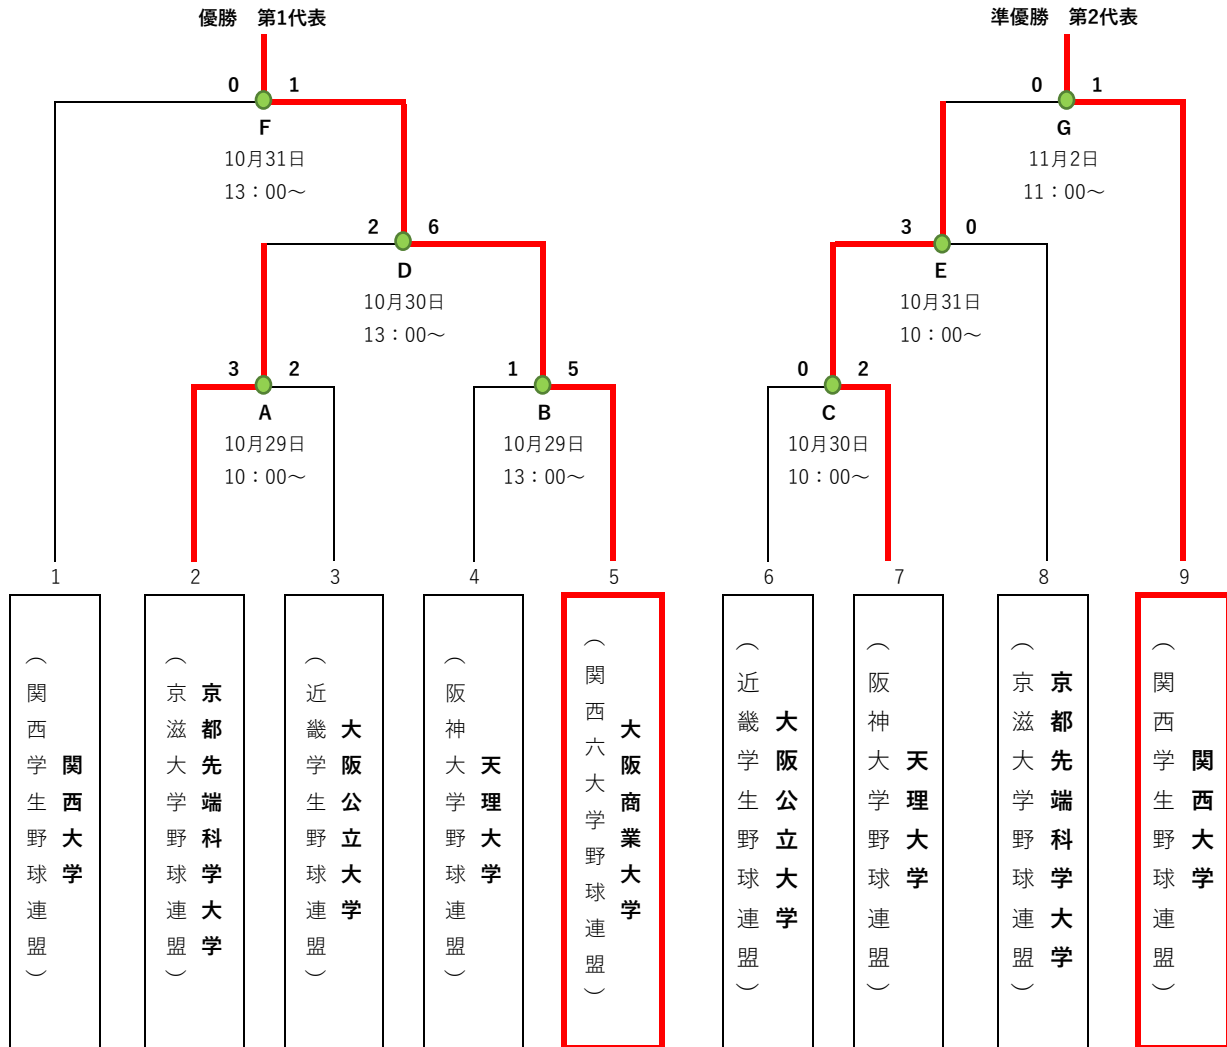 優勝　第1代表
準優勝　第2代表
0 1
F
10月31日
13：00～
0 1
G
11月2日
11：00～
2 6
D
10月30日
13：00～
3 0
E
10月31日
10：00～
3 2
A
10月29日
10：00～
1 5
B
10月29日
13：00～
0 2
C
10月30日
10：00～
1
関西大学
（関西学生野球連盟）
2
京都先端科学大学
（京滋大学野球連盟）
3
大阪公立大学
（近畿学生野球連盟）
4
天理大学
（阪神大学野球連盟）
5
大阪商業大学
（関西六大学野球連盟）
6
大阪公立大学
（近畿学生野球連盟）
7
天理大学
（阪神大学野球連盟）
8
京都先端科学大学
（京滋大学野球連盟）
9
関西大学
（関西学生野球連盟）